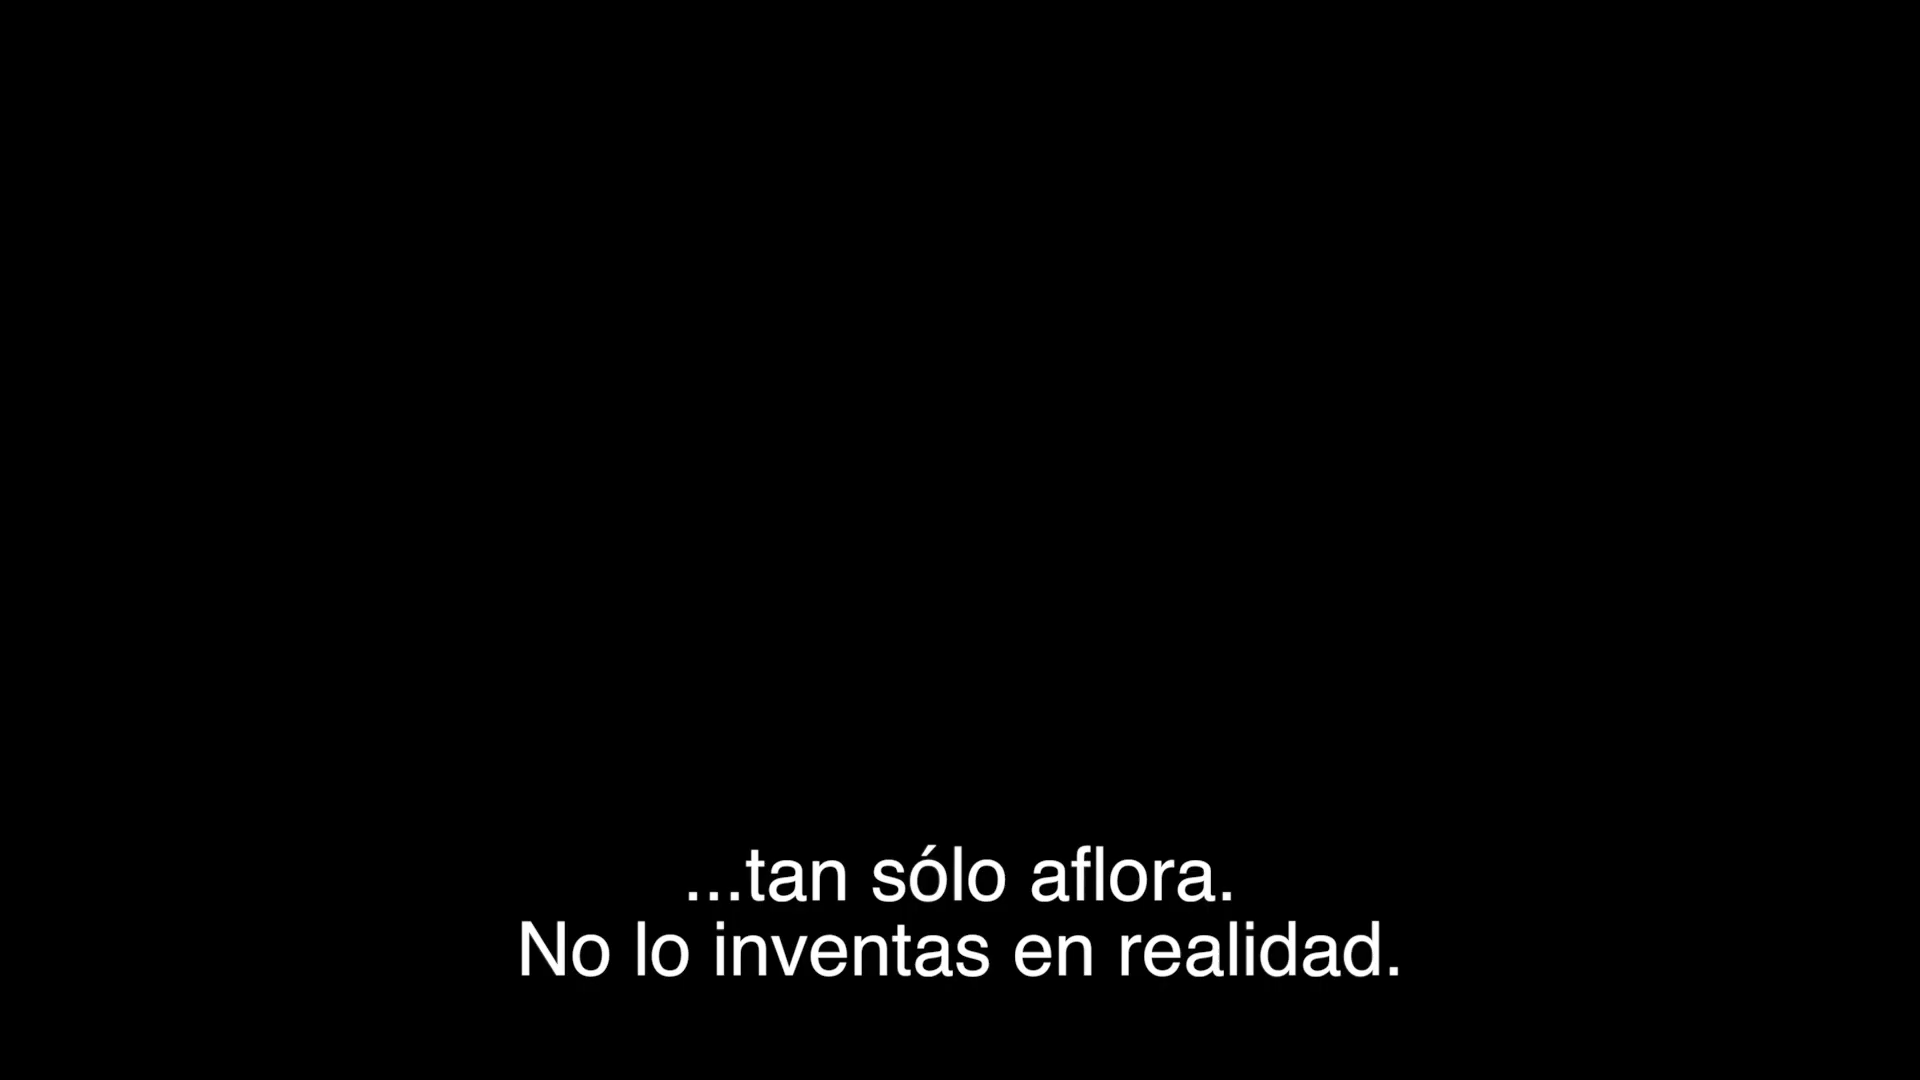 ...tan sólo aflora.
No lo inventas en realidad.